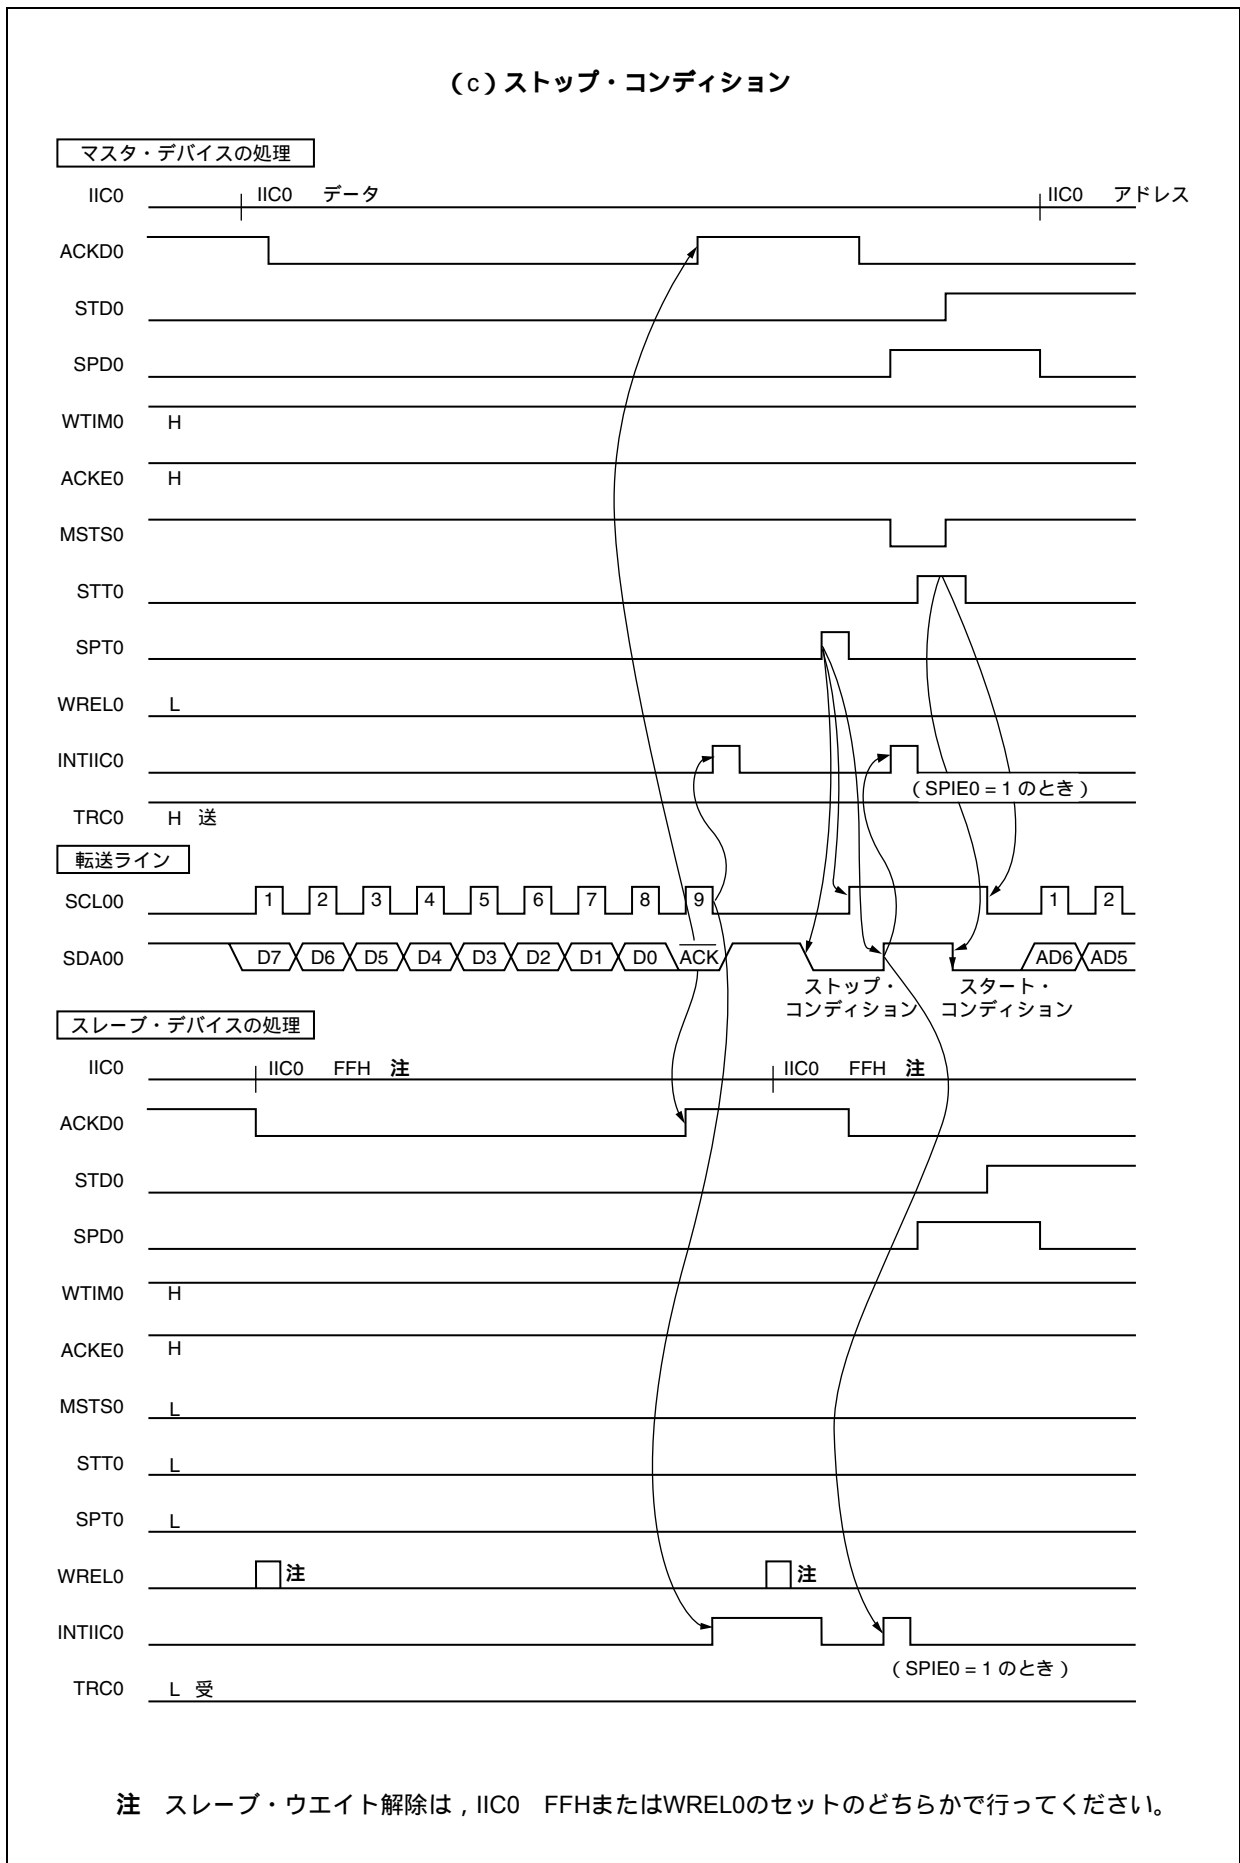 （c）ストップ・コンディション
マスタ・デバイスの処理
IIC0 IIC0 データ IIC0 アドレス
ACKD0
STD0
SPD0
WTIM0 H
ACKE0 H
MSTS0
STT0
SPT0
WREL0 L
INTIIC0
（SPIE0 = 1 のとき）
TRC0 H 送
転送ライン
SCL00 1 2 3 4 5 6 7 8 9 1 2
SDA00 D7 D6 D5 D4 D3 D2 D1 D0 ACK AD6 AD5
ストップ・ スタート・
コンディション コンディション
スレーブ・デバイスの処理
IIC0 IIC0 FFH 注 IIC0 FFH 注
ACKD0
STD0
SPD0
WTIM0 H
ACKE0 H
MSTS0 L
STT0 L
SPT0 L
WREL0 注 注
INTIIC0
（SPIE0 = 1 のとき）
TRC0 L 受
注 スレーブ・ウエイト解除は，IIC0 FFHまたはWREL0のセットのどちらかで行ってください。